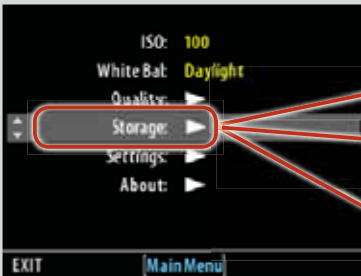 ISO: 100
White Bal: Daylight
Quality:
Storage:
Settings:
About:
EXIT [Main Menu]